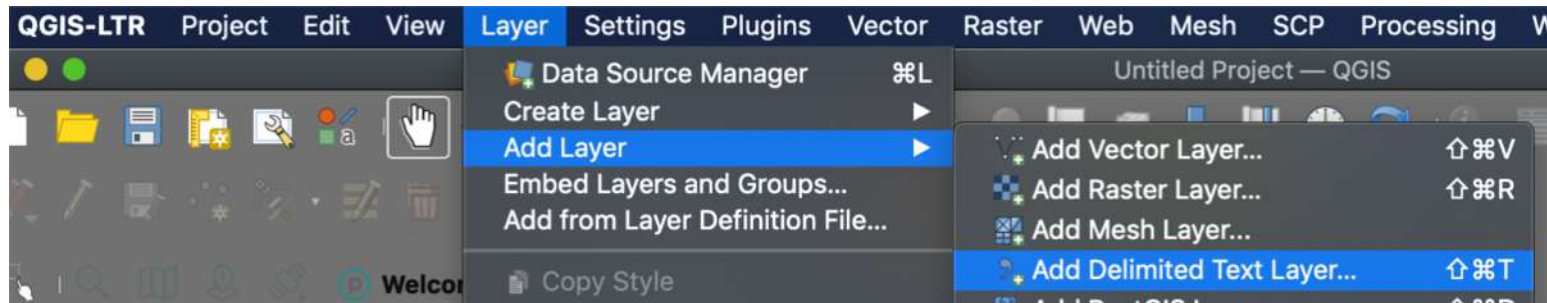 QGIS-LTR Project Edit View Layer Settings Plugins Vector Raster Web Mesh SCP Processing
Data Source Manager ⌘L
Untitled Project — QGIS
Create Layer
Add Layer
Embed Layers and Groups...
Add from Layer Definition File...
Copy Style
Add Vector Layer... ⇧⌘V
Add Raster Layer... ⇧⌘R
Add Mesh Layer...
Add Delimited Text Layer... ⇧⌘T
a
Welcor